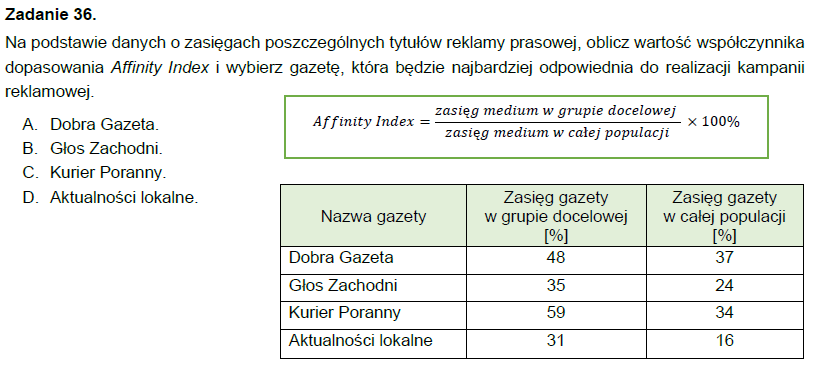 Zadanie 36.
Na podstawie danych o zasięgach poszczególnych tytułów reklamy prasowej, oblicz wartość współczynnika
dopasowania Affinity Index i wybierz gazetę, która będzie najbardziej odpowiednia do realizacji kampanii
reklamowej.
A. Dobra Gazeta.
B. Głos Zachodni.
C. Kurier Poranny.
D. Aktualności lokalne.
Affinity Index = zasięg medium w grupie docelowej / zasięg medium w całej populacji × 100%
Nazwa gazety | Zasięg gazety w grupie docelowej [%] | Zasięg gazety w całej populacji [%]
Dobra Gazeta 48 37
Głos Zachodni 35 24
Kurier Poranny 59 34
Aktualności lokalne 31 16